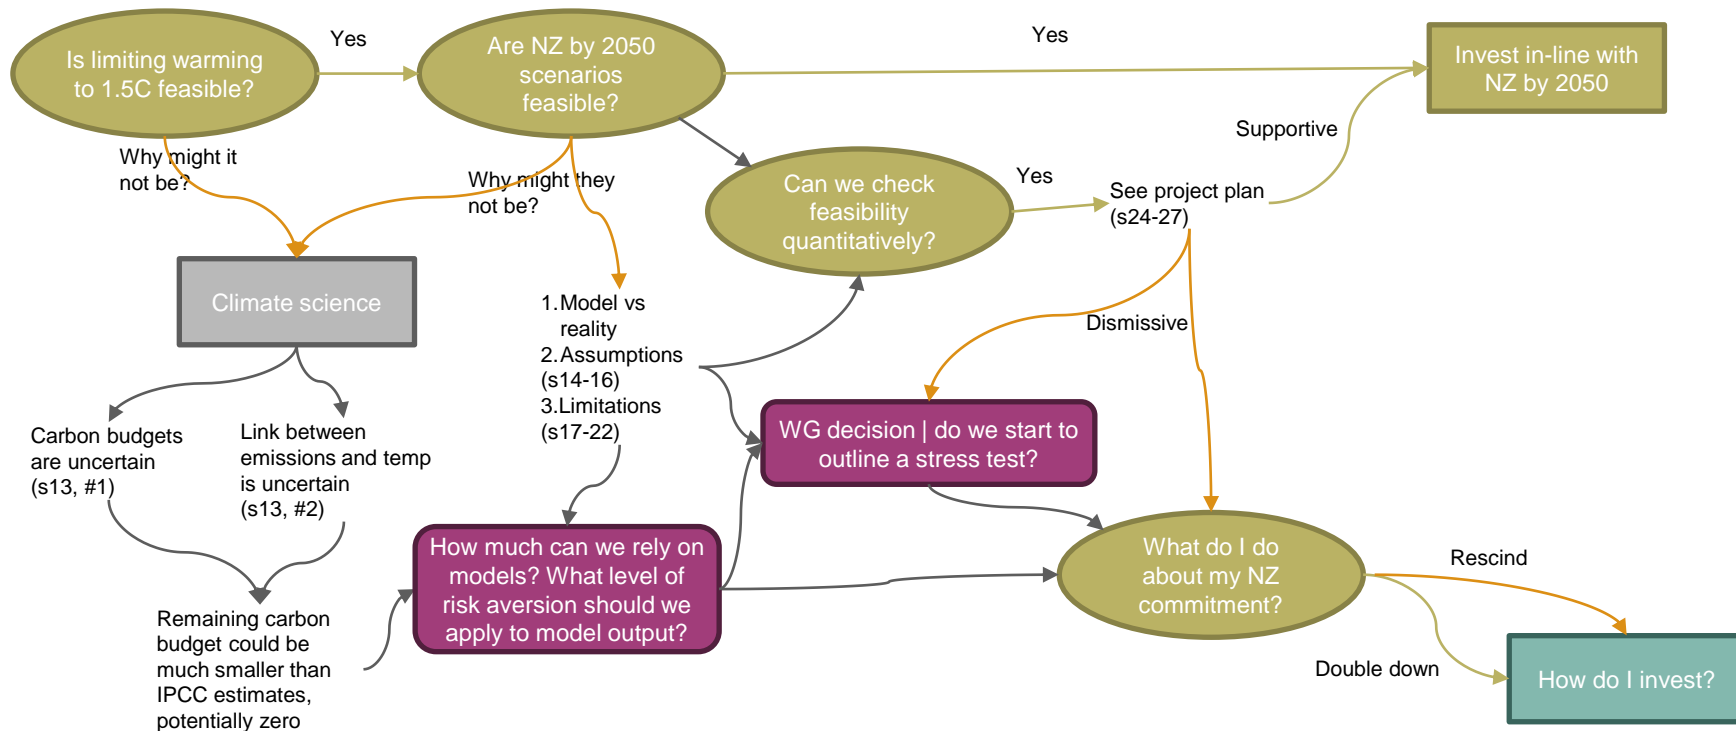 Is limiting warming
to 1.5C feasible?
Yes
Are NZ by 2050
scenarios
feasible?
Yes
Invest in-line with
NZ by 2050
Supportive
Why might it
not be?
Why might they
not be?
Can we check
feasibility
quantitatively?
Yes
See project plan
(s24-27)
Climate science
1.Model vs
reality
2.Assumptions
(s14-16)
3.Limitations
(s17-22)
Dismissive
Carbon budgets
are uncertain
(s13, #1)
Link between
emissions and temp
is uncertain
(s13, #2)
WG decision | do we start to
outline a stress test?
How much can we rely on
models? What level of
risk aversion should we
apply to model output?
What do I do
about my NZ
commitment?
Rescind
Double down
How do I invest?
Remaining carbon
budget could be
much smaller than
IPCC estimates,
potentially zero